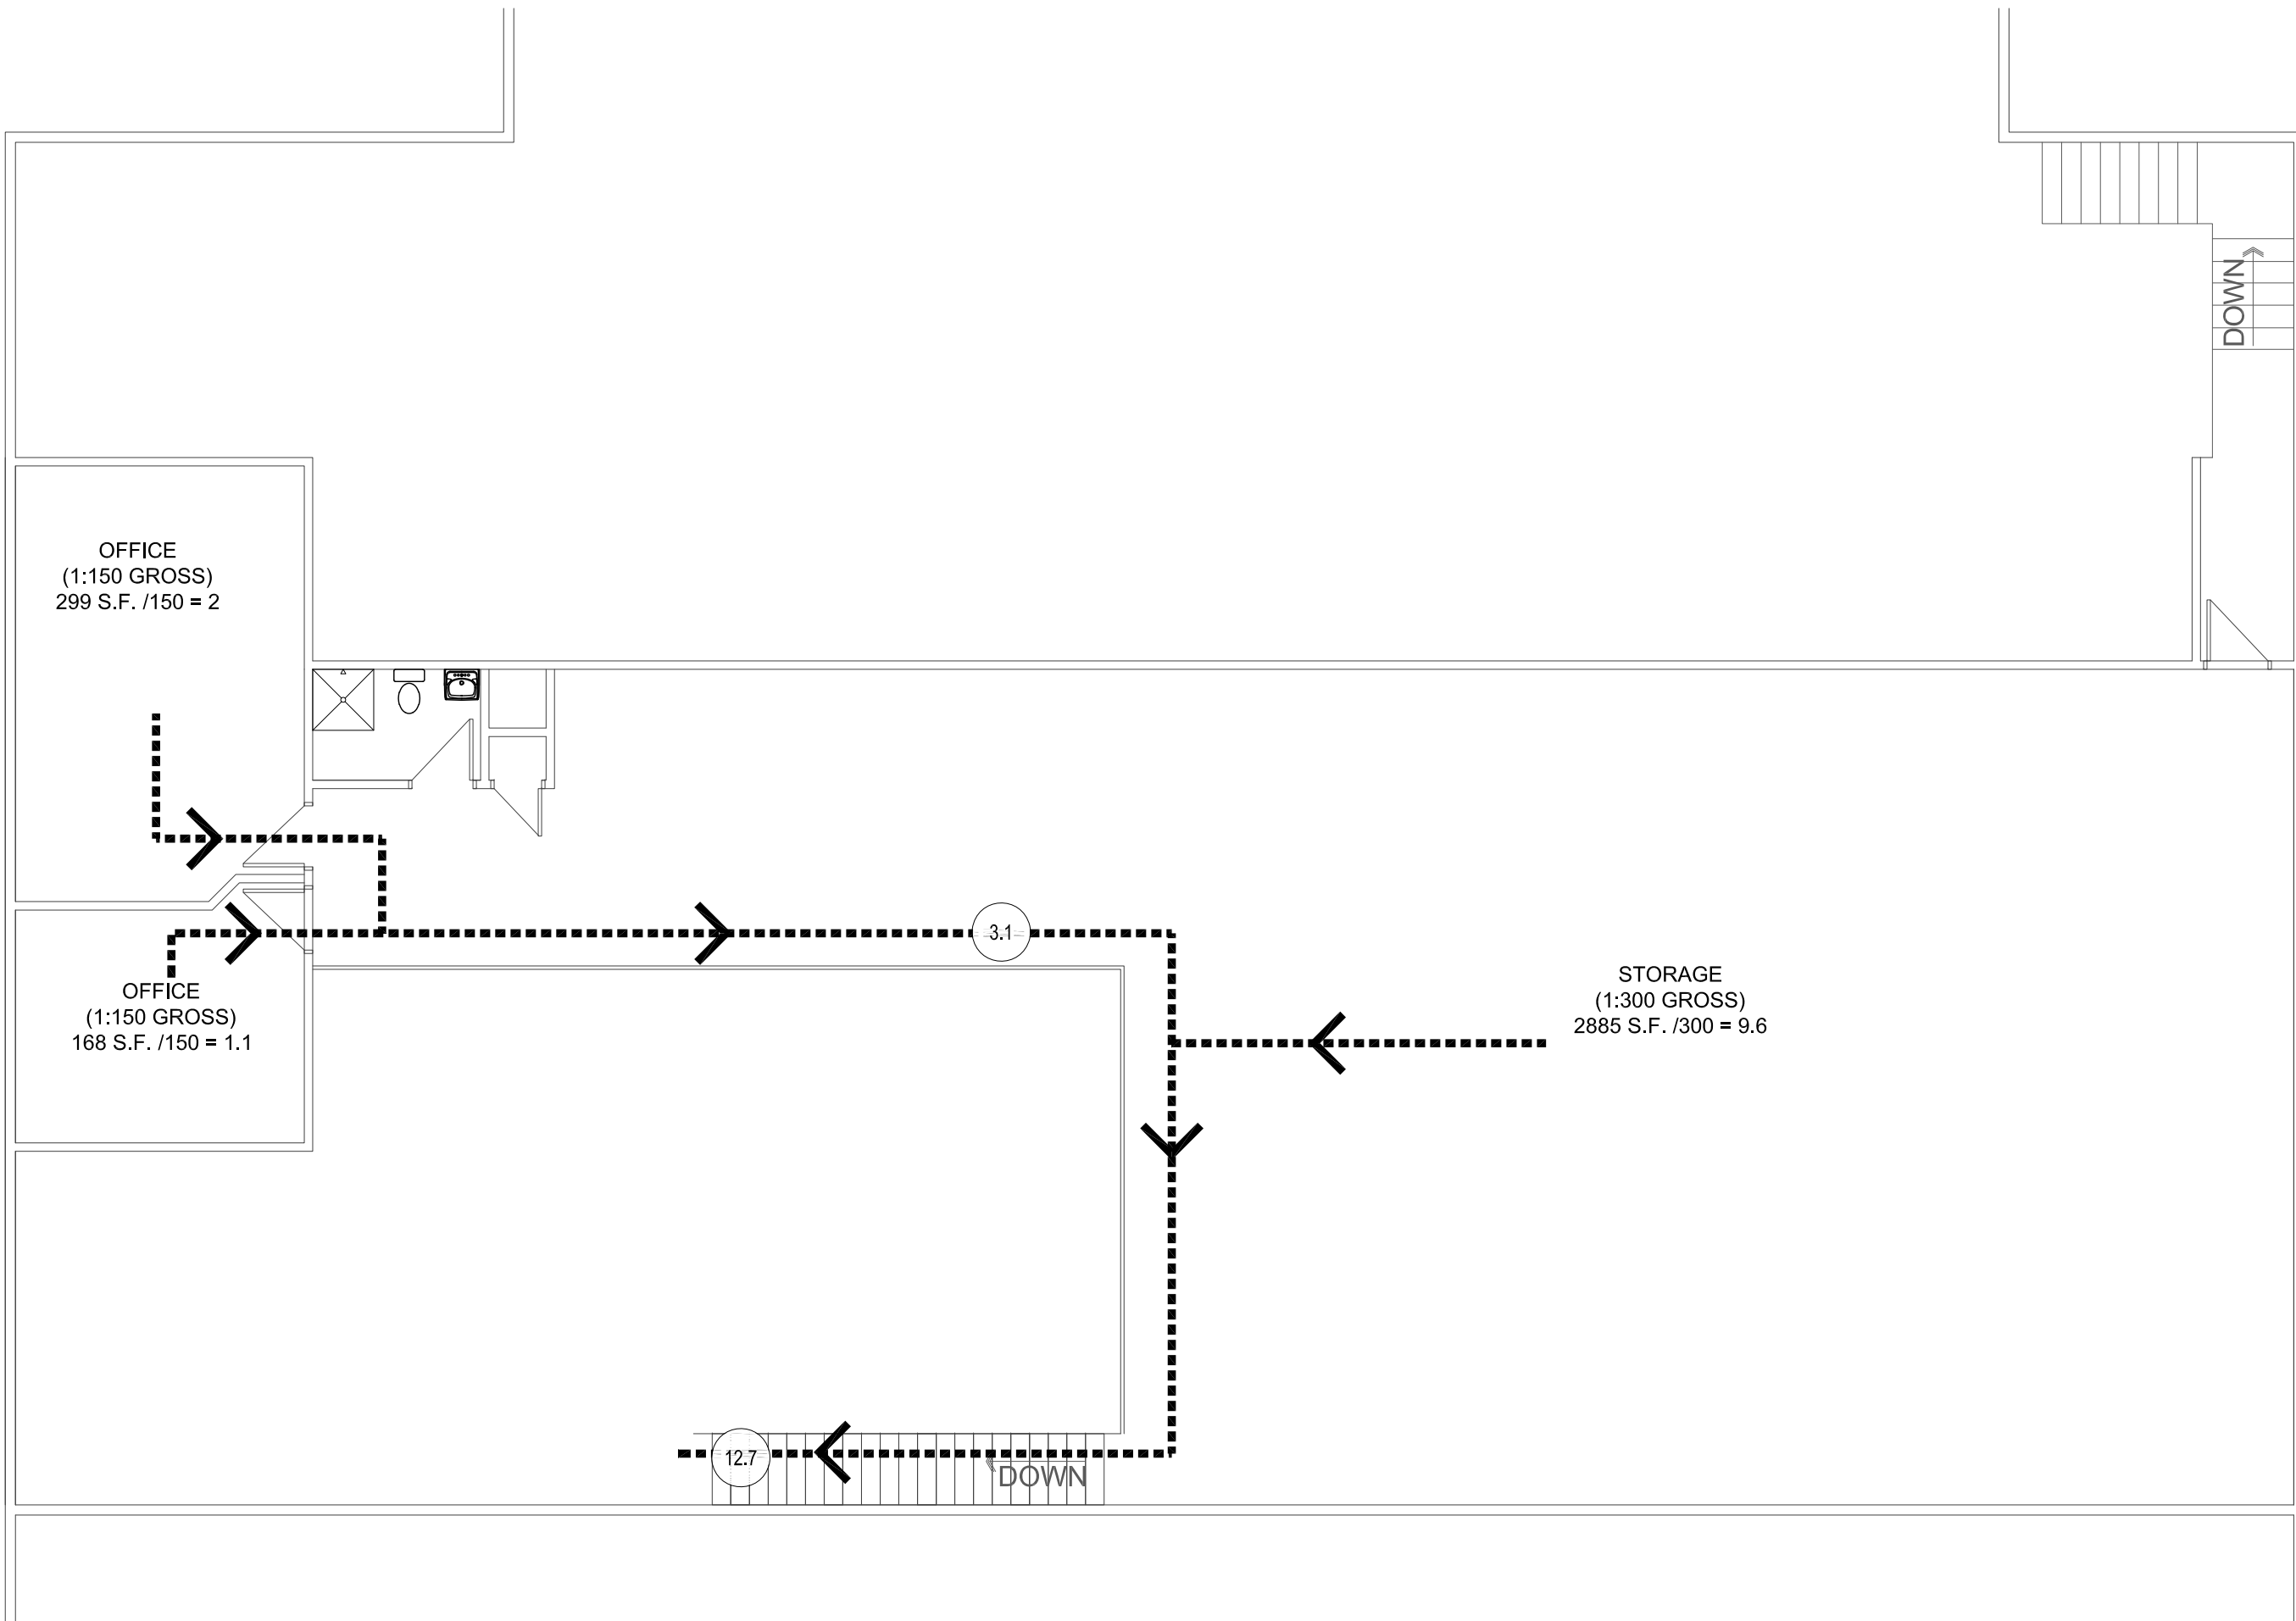 DOWN
OFFICE
(1:150 GROSS)
299 S.F. /150 = 2
3.1
OFFICE
(1:150 GROSS)
168 S.F. /150 = 1.1
STORAGE
(1:300 GROSS)
2885 S.F. /300 = 9.6
12.7
DOWN